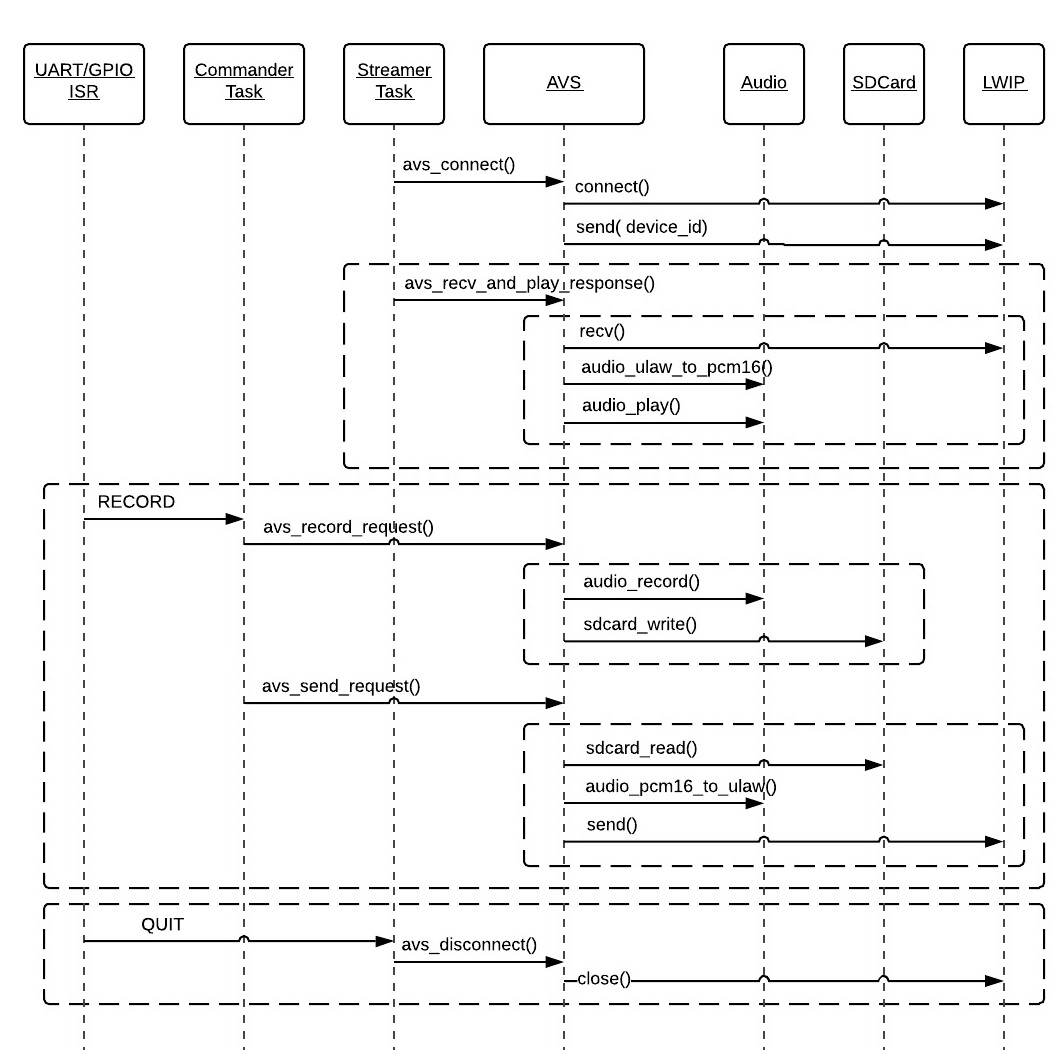 UART/GPIO
ISR
Commander
Task
Streamer
Task
AVS
Audio
SDCard
LWIP
avs_connect()
connect()
send( device_id)
avs_recv_and_play_response()
recv()
audio_ulaw_to_pcm16()
audio_play()
RECORD
avs_record_request()
audio_record()
sdcard_write()
avs_send_request()
sdcard_read()
audio_pcm16_to_ulaw()
send()
QUIT
avs_disconnect()
close()